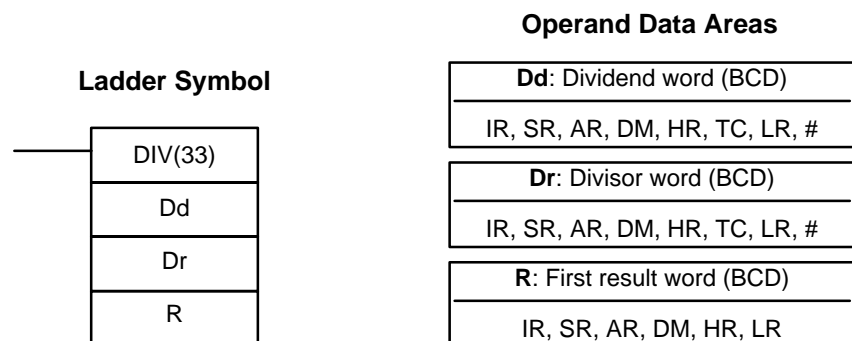 Ladder Symbol
DIV(33)
Dd
Dr
R
Operand Data Areas
Dd: Dividend word (BCD)
IR, SR, AR, DM, HR, TC, LR, #
Dr: Divisor word (BCD)
IR, SR, AR, DM, HR, TC, LR, #
R: First result word (BCD)
IR, SR, AR, DM, HR, LR